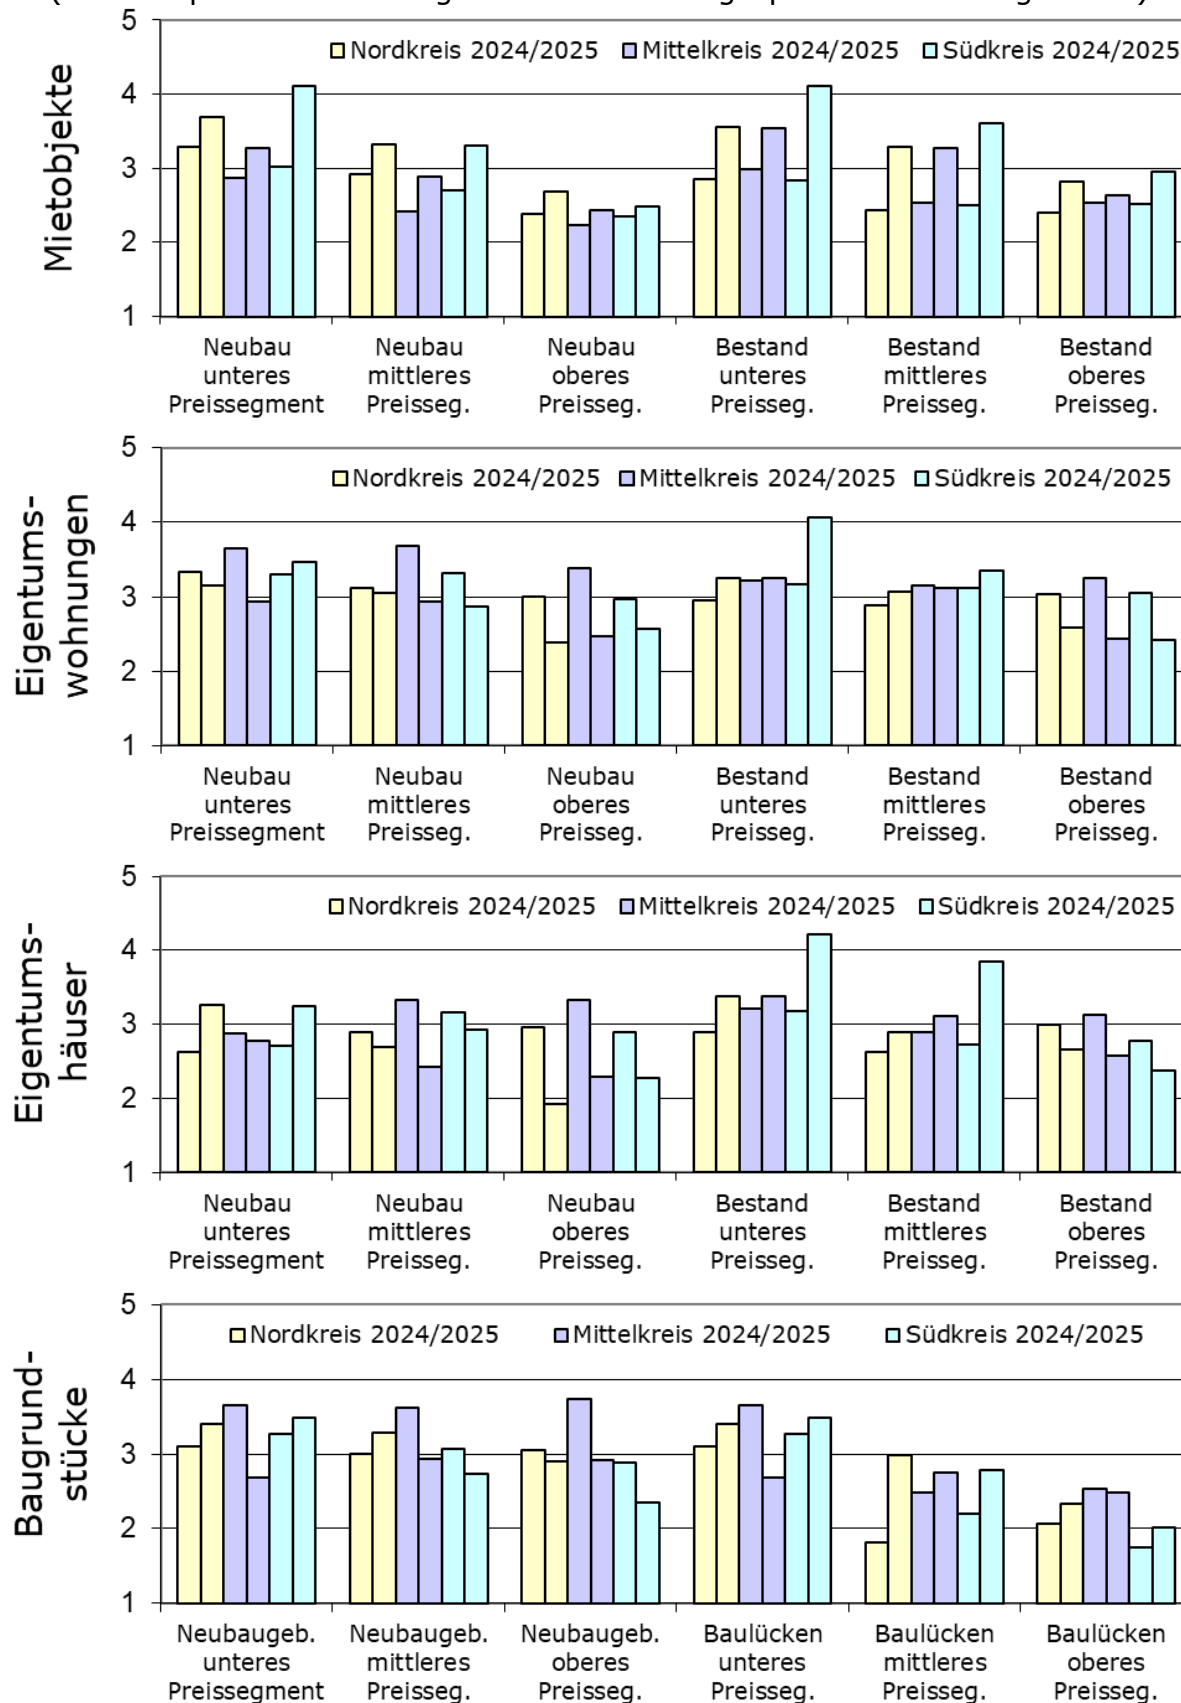 5
Nordkreis 2024/2025 Mittelkreis 2024/2025 Südkreis 2024/2025
4
3
2
1
Mietobjekte
Neubau unteres Preissegment
Neubau mittleres Preisseg.
Neubau oberes Preisseg.
Bestand unteres Preisseg.
Bestand mittleres Preisseg.
Bestand oberes Preisseg.
5
Nordkreis 2024/2025 Mittelkreis 2024/2025 Südkreis 2024/2025
4
3
2
1
Eigentums-
wohnungen
Neubau unteres Preissegment
Neubau mittleres Preisseg.
Neubau oberes Preisseg.
Bestand unteres Preisseg.
Bestand mittleres Preisseg.
Bestand oberes Preisseg.
5
Nordkreis 2024/2025 Mittelkreis 2024/2025 Südkreis 2024/2025
4
3
2
1
Eigentums-
häuser
Neubau unteres Preissegment
Neubau mittleres Preisseg.
Neubau oberes Preisseg.
Bestand unteres Preisseg.
Bestand mittleres Preisseg.
Bestand oberes Preisseg.
5
Nordkreis 2024/2025 Mittelkreis 2024/2025 Südkreis 2024/2025
4
3
2
1
Baugrund-
stücke
Neubaugeb. unteres Preissegment
Neubaugeb. mittleres Preisseg.
Neubaugeb. oberes Preisseg.
Baulücken unteres Preisseg.
Baulücken mittleres Preisseg.
Baulücken oberes Preisseg.